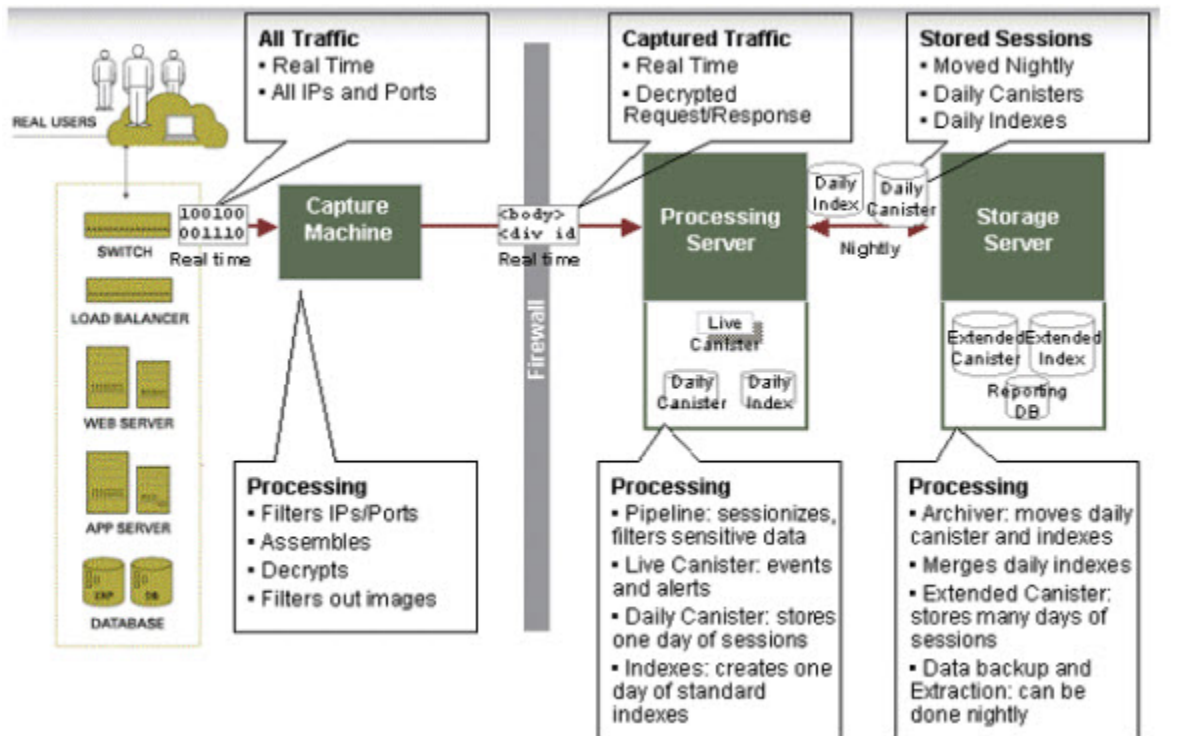 All Traffic
▪ Real Time
▪ All IPs and Ports
Captured Traffic
▪ Real Time
▪ Decrypted
Request/Response
Stored Sessions
▪ Moved Nightly
▪ Daily Canisters
▪ Daily Indexes
REAL USERS
100100
001110
Real time
Capture
Machine
<body>
<div id
Real time
Processing
Server
Daily
Index
Daily
Canister
Nightly
Storage
Server
SWITCH
LOAD BALANCER
WEB SERVER
APP SERVER
ERP
DB
DATABASE
Firewall
Live
Canister
Daily
Canister
Daily
Index
Extended
Canister
Extended
Index
Reporting
DB
Processing
▪ Filters IPs/Ports
▪ Assembles
▪ Decrypts
▪ Filters out images
Processing
▪ Pipeline: sessionizes,
filters sensitive data
▪ Live Canister: events
and alerts
▪ Daily Canister: stores
one day of sessions
▪ Indexes: creates one
day of standard
indexes
Processing
▪ Archiver: moves daily
canister and indexes
▪ Merges daily indexes
▪ Extended Canister:
stores many days of
sessions
▪ Data backup and
Extraction: can be
done nightly